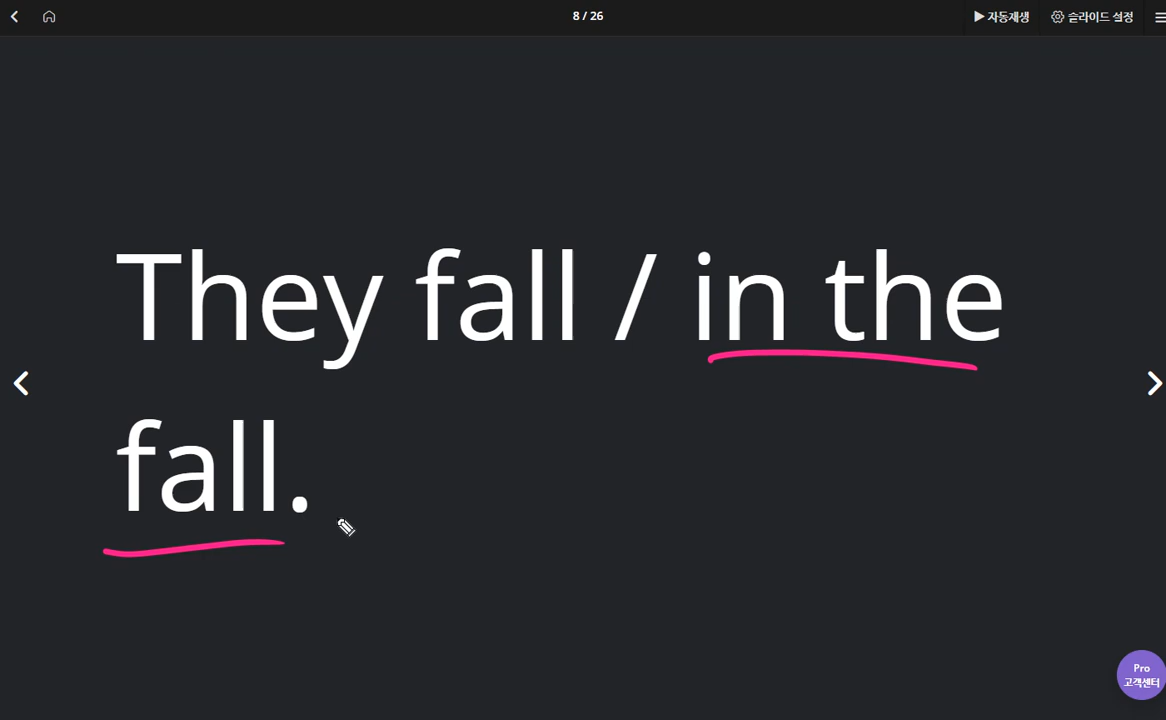 8 / 26
▶ 자동재생
슬라이드 설정
They fall / in the
fall.
Pro
고객센터